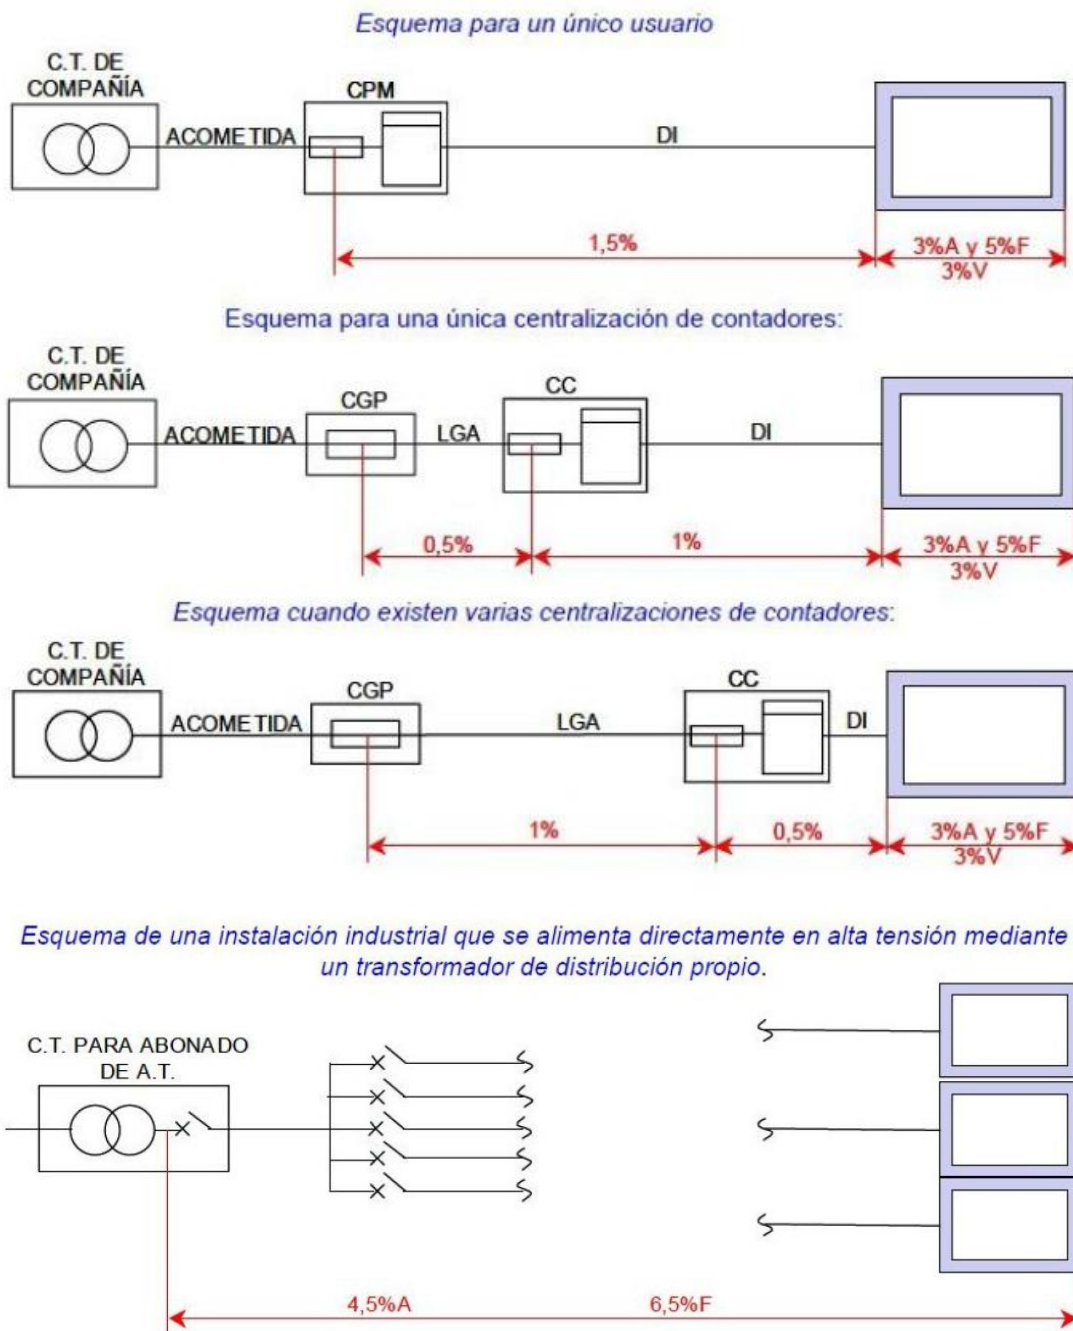 Esquema para un único usuario
C.T. DE
COMPAÑÍA
ACOMETIDA
CPM
DI
1,5%
3%A y 5%F
3%V
Esquema para una única centralización de contadores:
C.T. DE
COMPAÑÍA
ACOMETIDA
CGP
LGA
CC
DI
0,5%
1%
3%A y 5%F
3%V
Esquema cuando existen varias centralizaciones de contadores:
C.T. DE
COMPAÑÍA
ACOMETIDA
CGP
LGA
CC
DI
1%
0,5%
3%A y 5%F
3%V
Esquema de una instalación industrial que se alimenta directamente en alta tensión mediante
un transformador de distribución propio.
C.T. PARA ABONADO
DE A.T.
4,5%A
6,5%F